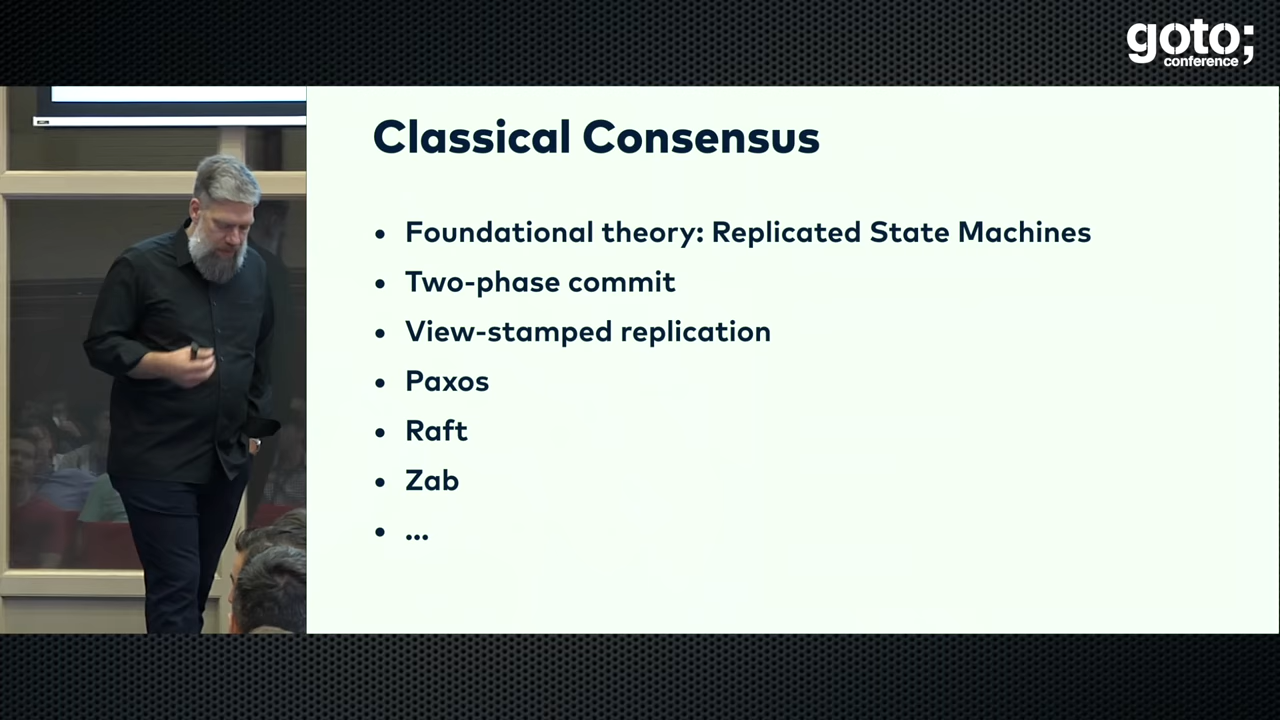 goto;
conference
Classical Consensus
• Foundational theory: Replicated State Machines
• Two-phase commit
• View-stamped replication
• Paxos
• Raft
• Zab
• ...